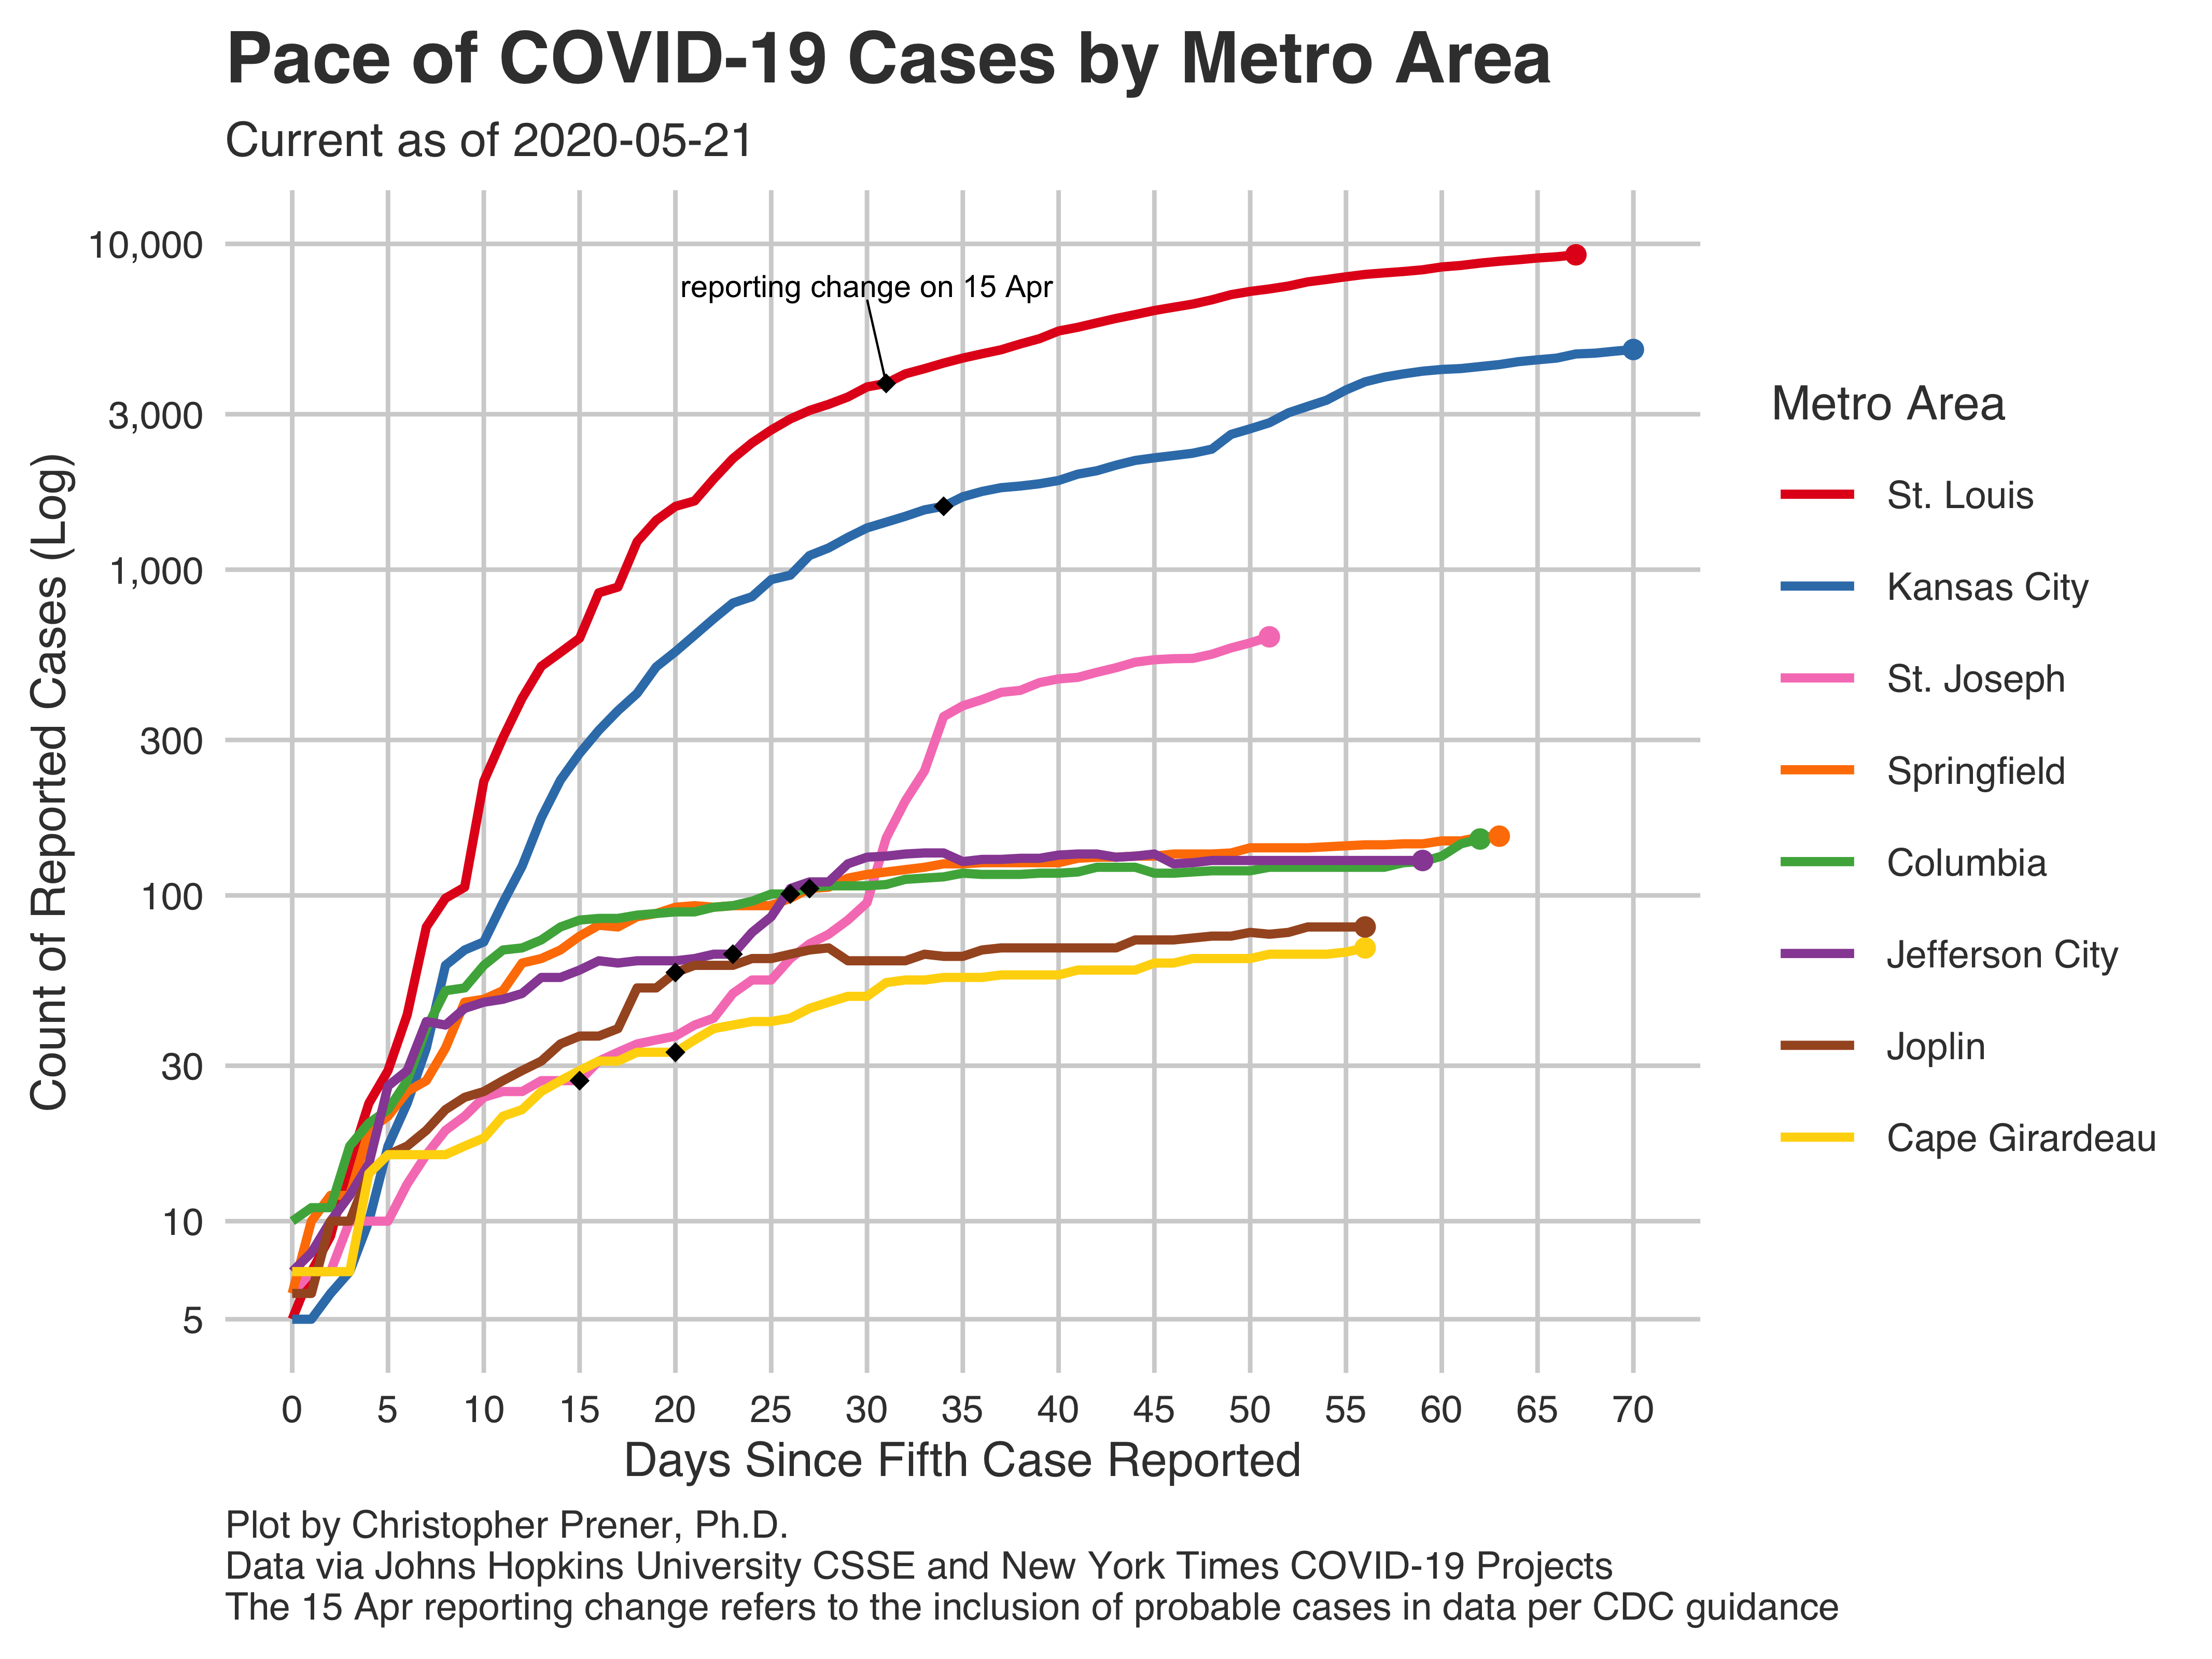 Pace of COVID-19 Cases by Metro Area
Current as of 2020-05-21
Count of Reported Cases (Log)
10,000
3,000
1,000
300
100
30
10
5
reporting change on 15 Apr
0 5 10 15 20 25 30 35 40 45 50 55 60 65 70
Days Since Fifth Case Reported
Metro Area
St. Louis
Kansas City
St. Joseph
Springfield
Columbia
Jefferson City
Joplin
Cape Girardeau
Plot by Christopher Prener, Ph.D.
Data via Johns Hopkins University CSSE and New York Times COVID-19 Projects
The 15 Apr reporting change refers to the inclusion of probable cases in data per CDC guidance